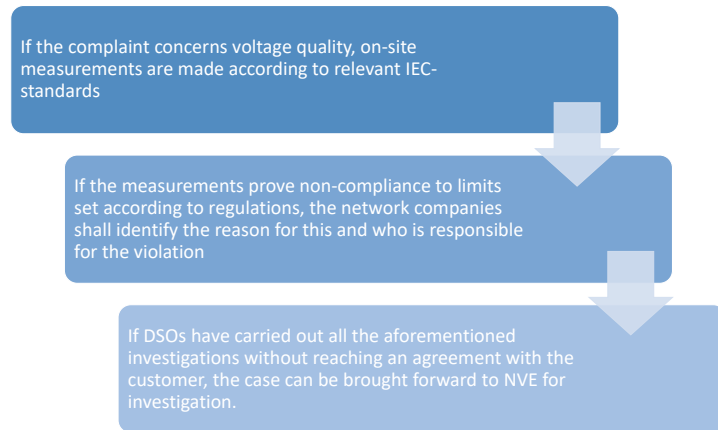 If the complaint concerns voltage quality, on-site
measurements are made according to relevant IEC-
standards
If the measurements prove non-compliance to limits
set according to regulations, the network companies
shall identify the reason for this and who is responsible
for the violation
If DSOs have carried out all the aforementioned
investigations without reaching an agreement with the
customer, the case can be brought forward to NVE for
investigation.